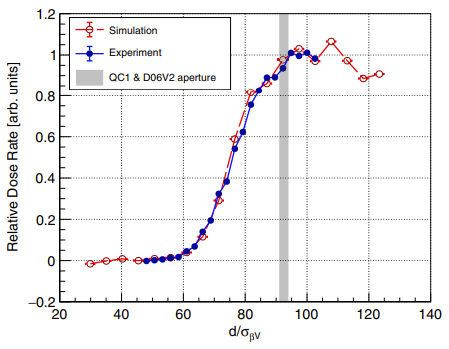 Simulation
Experiment
QC1 & D06V2 aperture
Relative Dose Rate [arb. units]
1.2
1
0.8
0.6
0.4
0.2
0
−0.2
20 40 60 80 100 120 140
d/σβV